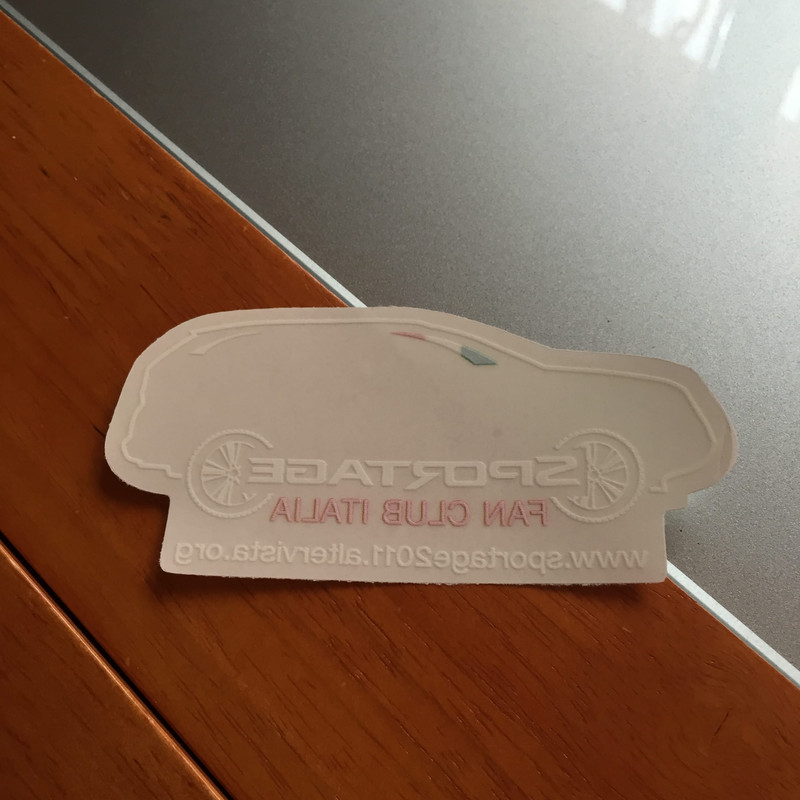 SPORTAGE
FAN CLUB ITALIA
www.sportage2011.altervista.org